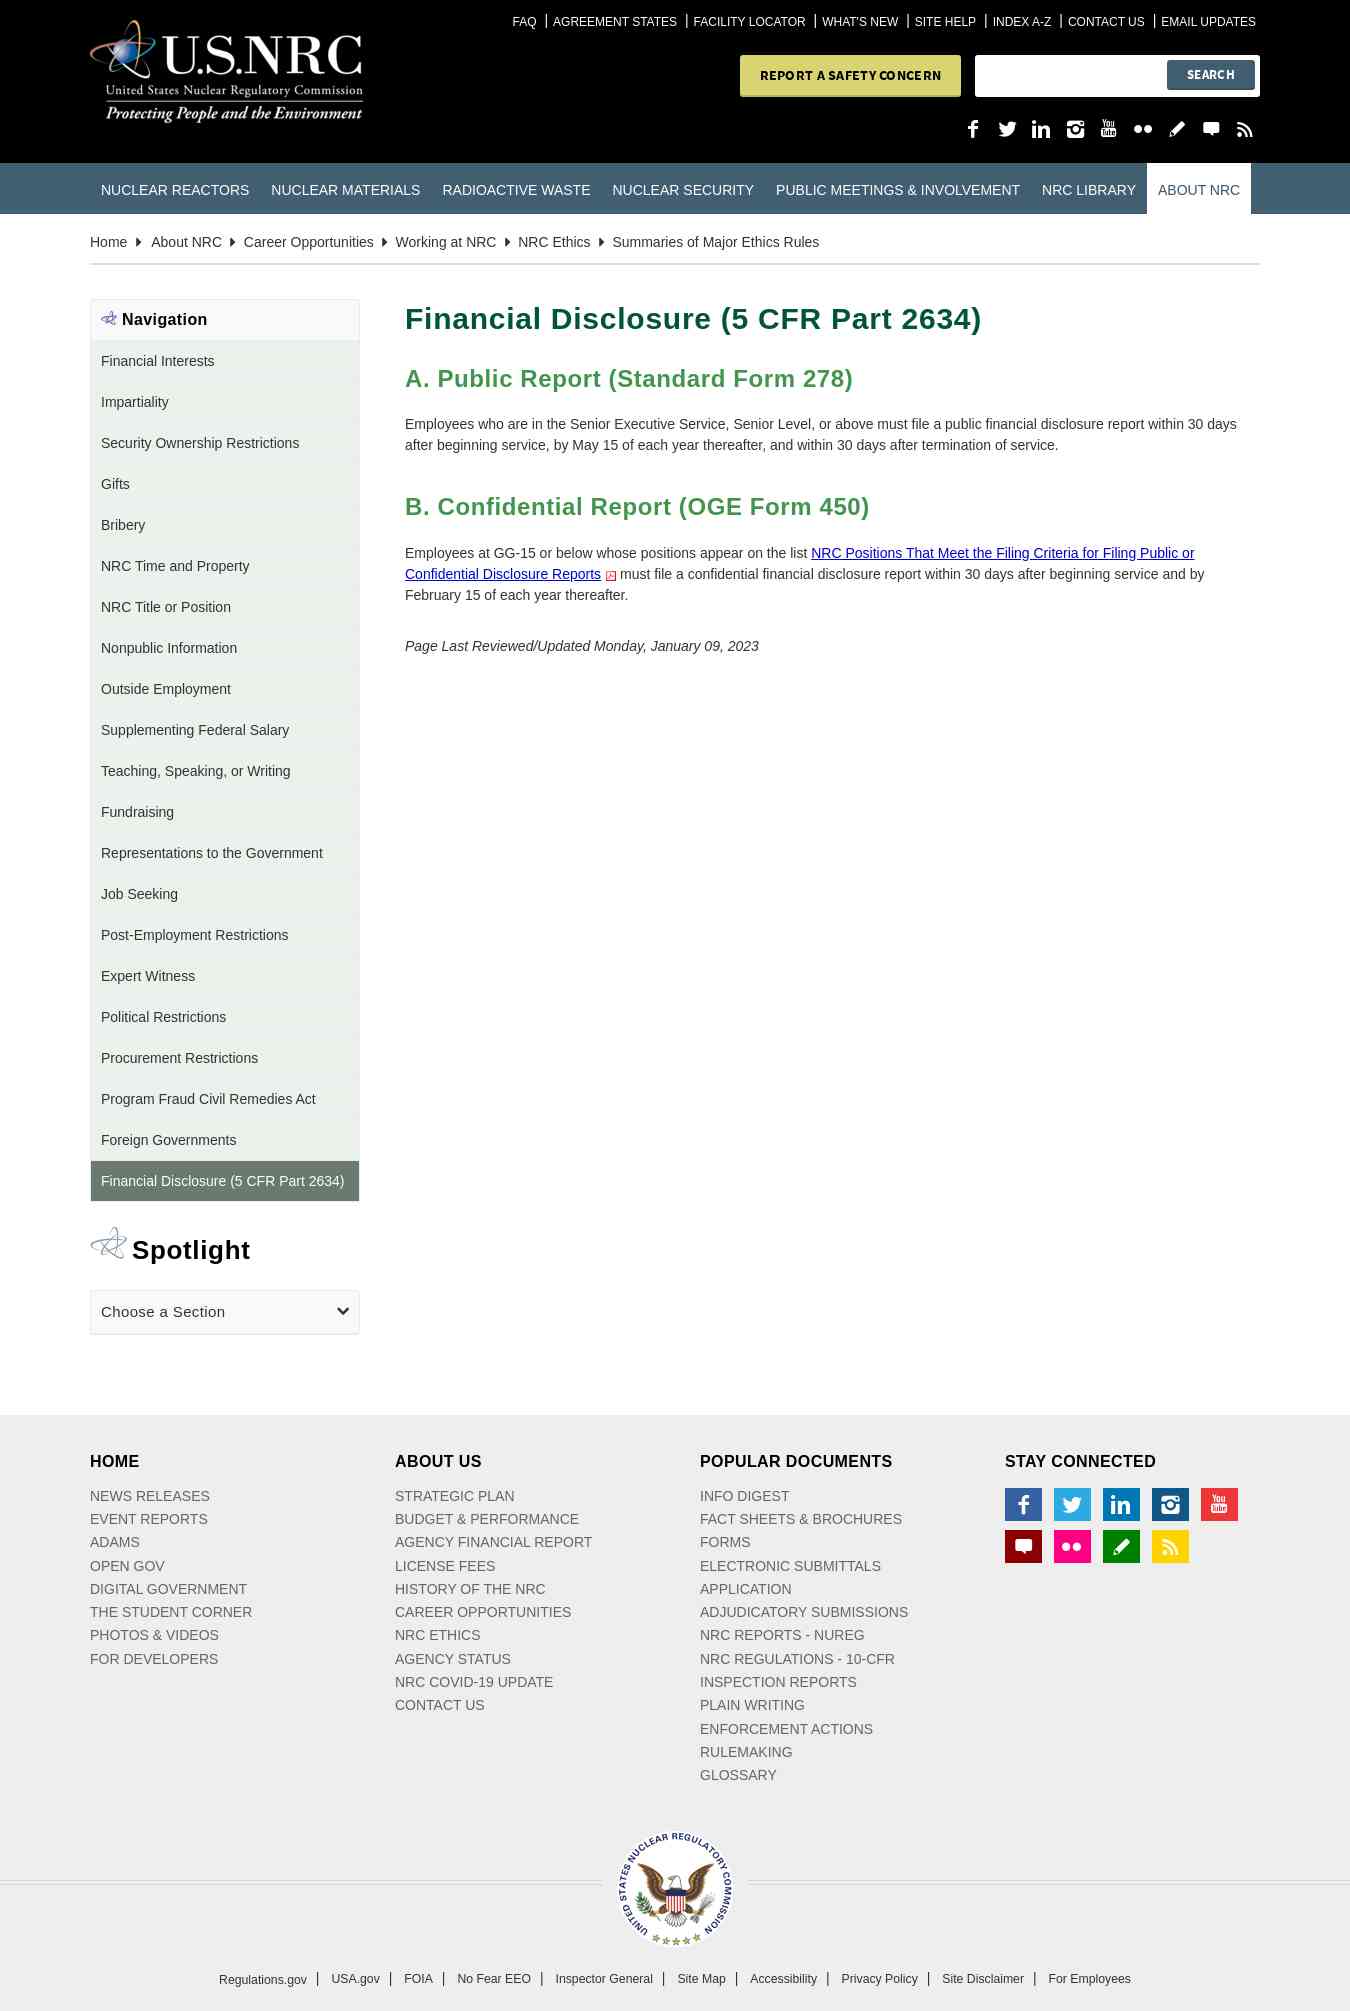 FAQ | AGREEMENT STATES | FACILITY LOCATOR | WHAT'S NEW | SITE HELP | INDEX A-Z | CONTACT US | EMAIL UPDATES
U.S.NRC
United States Nuclear Regulatory Commission
Protecting People and the Environment
REPORT A SAFETY CONCERN
SEARCH
You Tube
NUCLEAR REACTORS NUCLEAR MATERIALS RADIOACTIVE WASTE NUCLEAR SECURITY PUBLIC MEETINGS & INVOLVEMENT NRC LIBRARY ABOUT NRC
Home About NRC Career Opportunities Working at NRC NRC Ethics Summaries of Major Ethics Rules
Navigation
Financial Interests
Impartiality
Security Ownership Restrictions
Gifts
Bribery
NRC Time and Property
NRC Title or Position
Nonpublic Information
Outside Employment
Supplementing Federal Salary
Teaching, Speaking, or Writing
Fundraising
Representations to the Government
Job Seeking
Post-Employment Restrictions
Expert Witness
Political Restrictions
Procurement Restrictions
Program Fraud Civil Remedies Act
Foreign Governments
Financial Disclosure (5 CFR Part 2634)
Spotlight
Choose a Section
Financial Disclosure (5 CFR Part 2634)
A. Public Report (Standard Form 278)
Employees who are in the Senior Executive Service, Senior Level, or above must file a public financial disclosure report within 30 days
after beginning service, by May 15 of each year thereafter, and within 30 days after termination of service.
B. Confidential Report (OGE Form 450)
Employees at GG-15 or below whose positions appear on the list NRC Positions That Meet the Filing Criteria for Filing Public or
Confidential Disclosure Reports must file a confidential financial disclosure report within 30 days after beginning service and by
February 15 of each year thereafter.
Page Last Reviewed/Updated Monday, January 09, 2023
HOME
NEWS RELEASES
EVENT REPORTS
ADAMS
OPEN GOV
DIGITAL GOVERNMENT
THE STUDENT CORNER
PHOTOS & VIDEOS
FOR DEVELOPERS
ABOUT US
STRATEGIC PLAN
BUDGET & PERFORMANCE
AGENCY FINANCIAL REPORT
LICENSE FEES
HISTORY OF THE NRC
CAREER OPPORTUNITIES
NRC ETHICS
AGENCY STATUS
NRC COVID-19 UPDATE
CONTACT US
POPULAR DOCUMENTS
INFO DIGEST
FACT SHEETS & BROCHURES
FORMS
ELECTRONIC SUBMITTALS
APPLICATION
ADJUDICATORY SUBMISSIONS
NRC REPORTS - NUREG
NRC REGULATIONS - 10-CFR
INSPECTION REPORTS
PLAIN WRITING
ENFORCEMENT ACTIONS
RULEMAKING
GLOSSARY
STAY CONNECTED
You Tube
UNITED STATES NUCLEAR REGULATORY COMMISSION
Regulations.gov | USA.gov | FOIA | No Fear EEO | Inspector General | Site Map | Accessibility | Privacy Policy | Site Disclaimer | For Employees